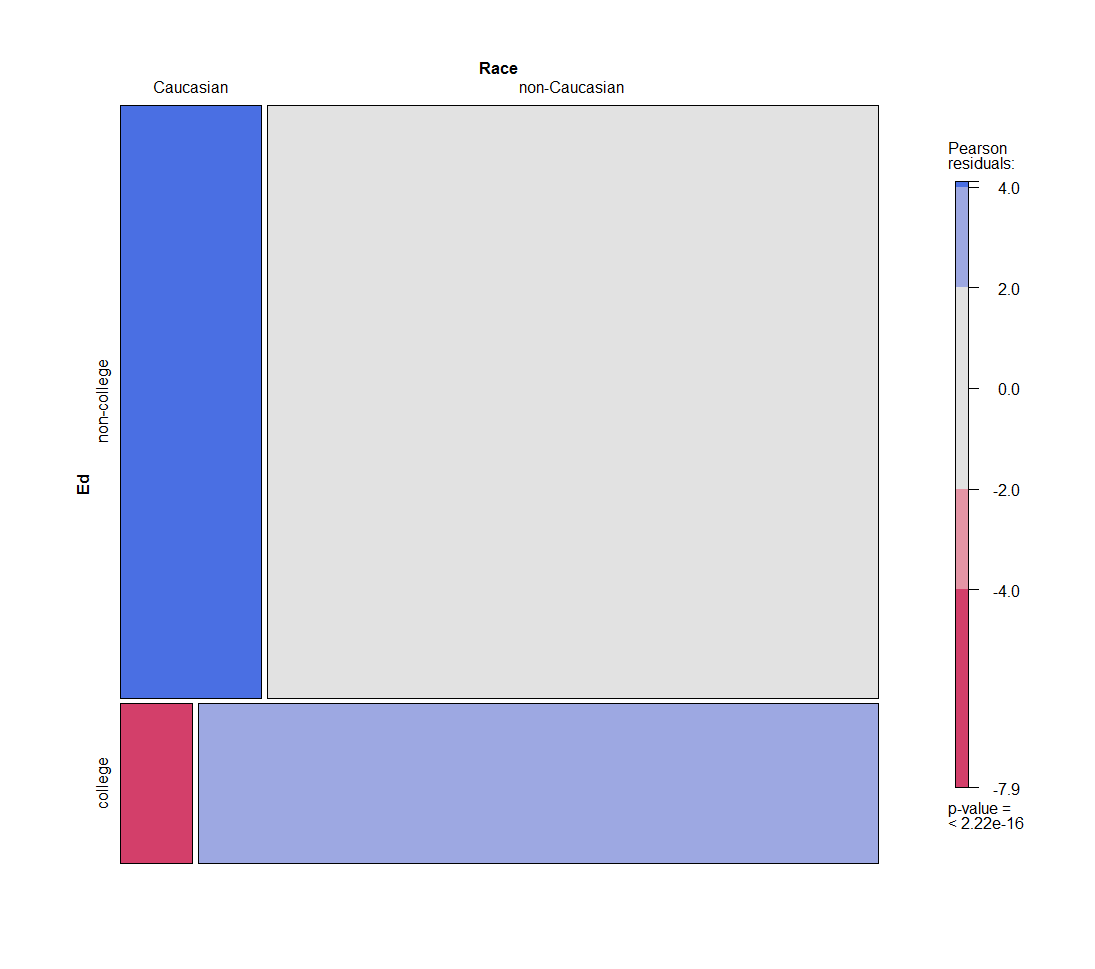 Race
Caucasian
non-Caucasian
Ed
non-college
college
Pearson
residuals:
4.0
2.0
0.0
-2.0
-4.0
-7.9
p-value =
< 2.22e-16